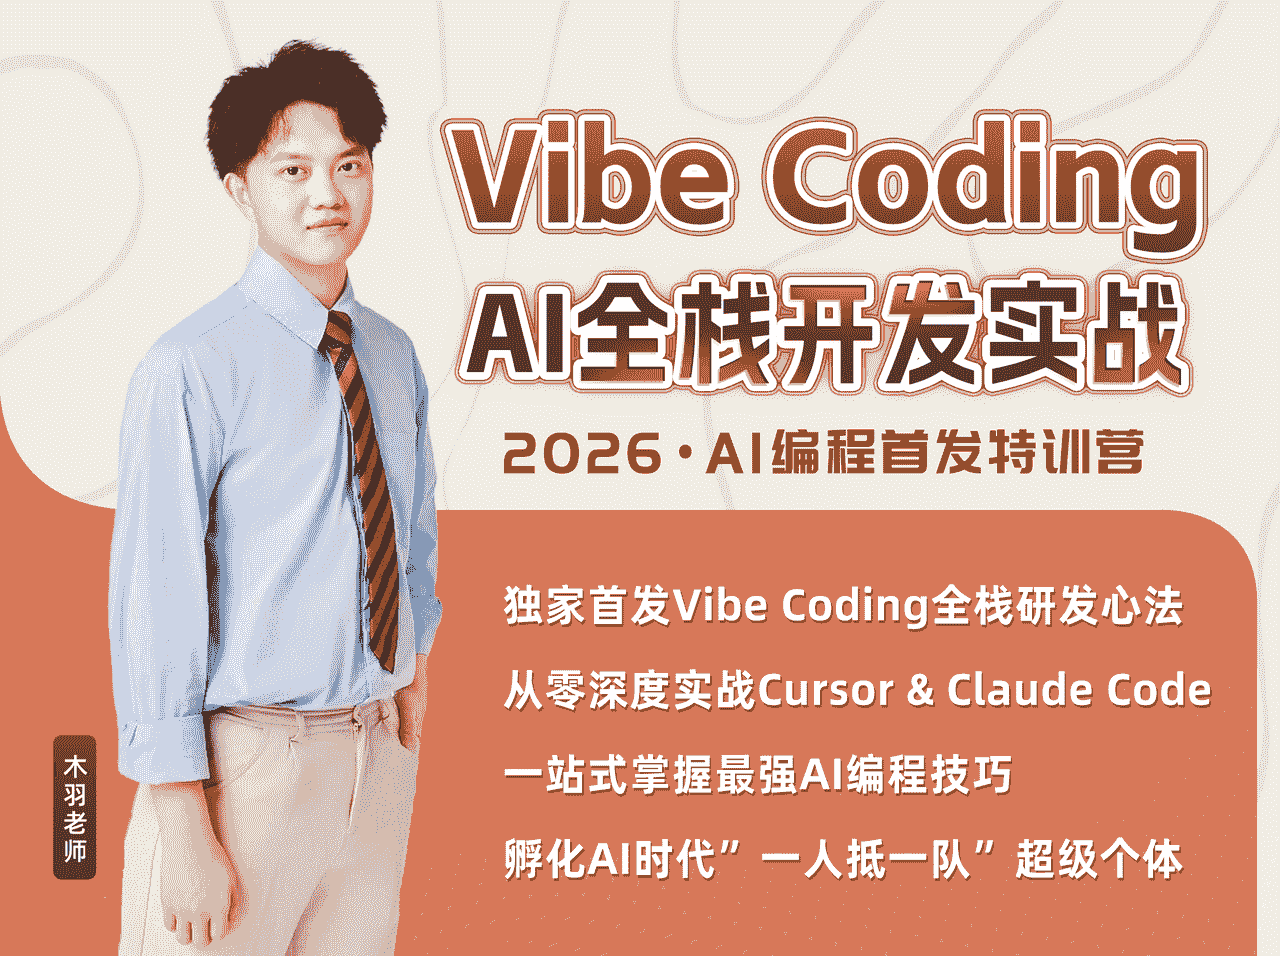 Vibe Coding
AI全栈开发实战
2026·AI编程首发特训营
独家首发Vibe Coding全栈研发心法
从零深度实战Cursor & Claude Code
一站式掌握最强AI编程技巧
孵化AI时代”一人抵一队”超级个体
木羽老师